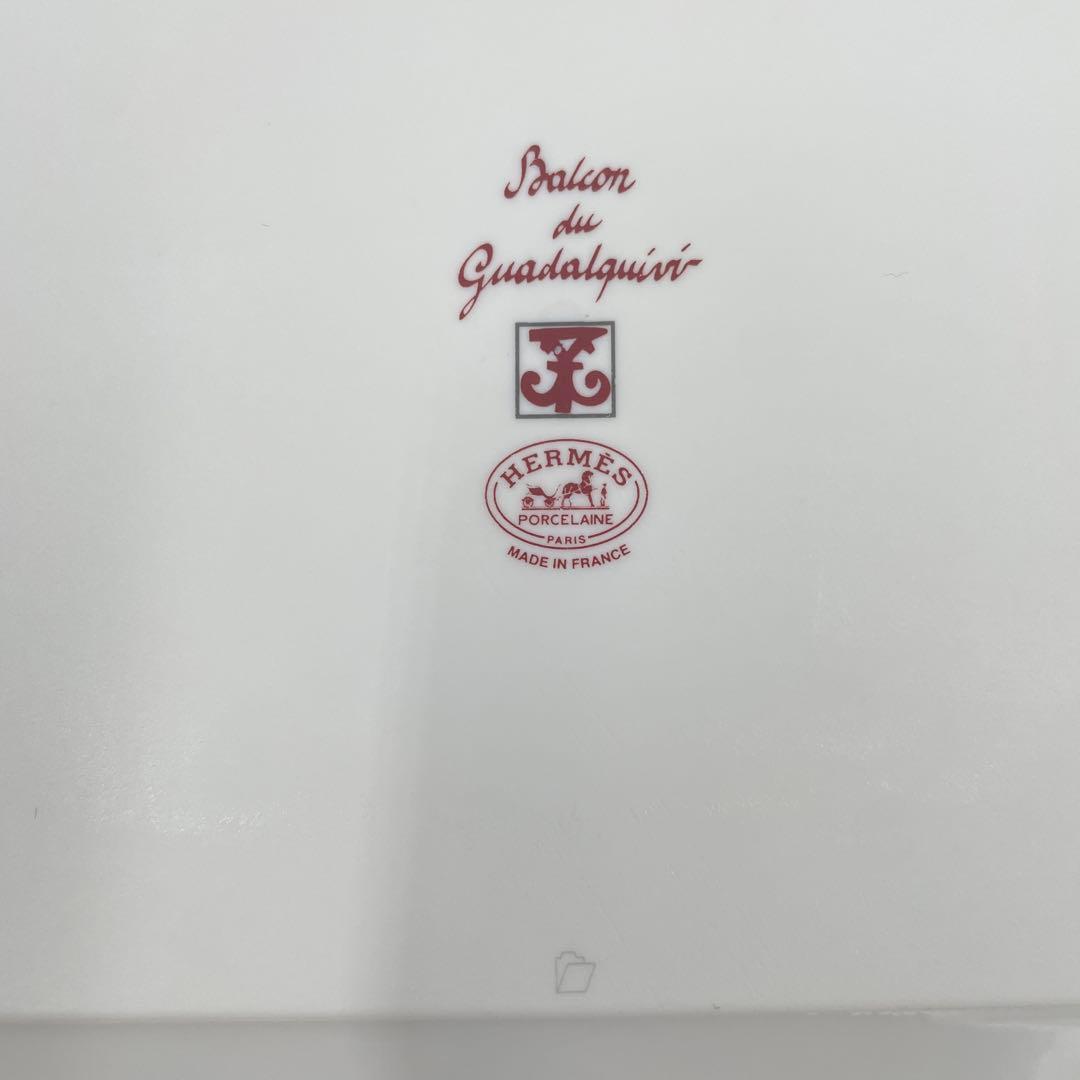 Balcon
du
Guadalquivir
HERMÈS
PORCELAINE
PARIS
MADE IN FRANCE